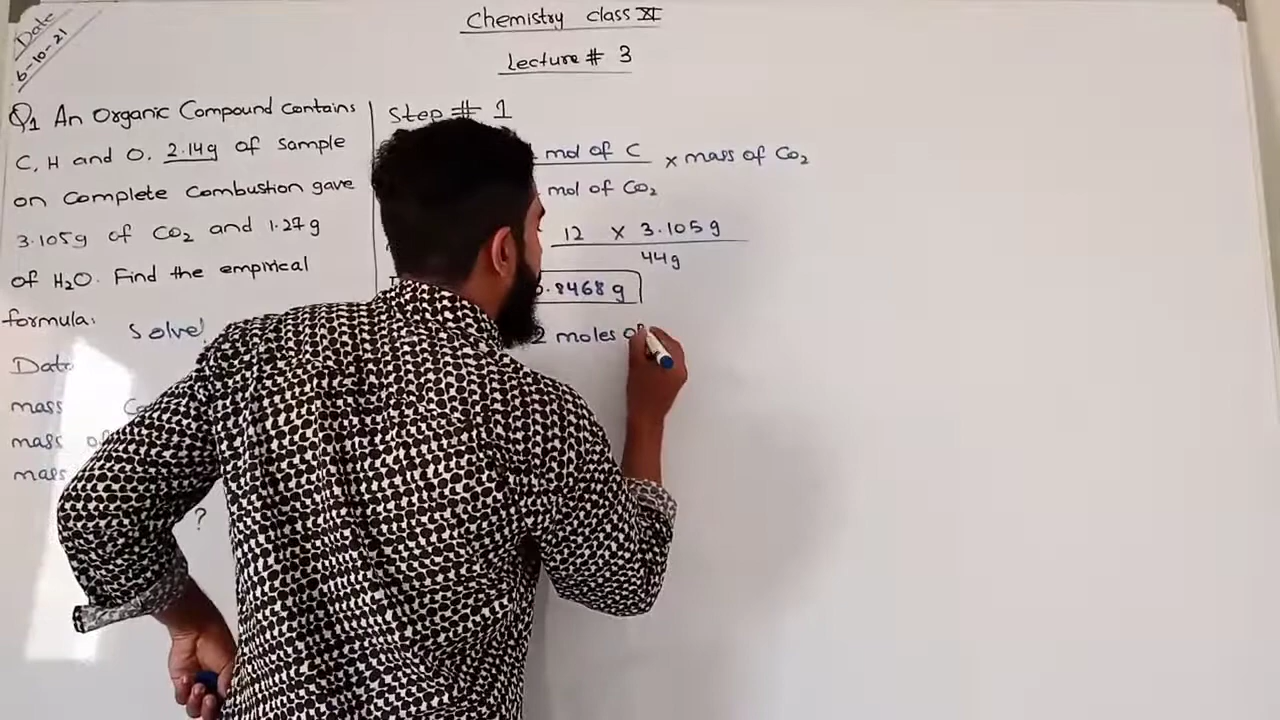 Date
6-10-21
Chemistry class XI
Lecture # 3
Q1 An Organic Compound contains
C, H and O. 2.14g of sample
on Complete Combustion gave
3.105g of CO2 and 1.27g
of H2O. Find the empirical
formula:
Solve
Data
mass
mass of
mass
?
Step # 1
mol of C x mass of CO2
mol of CO2
12 x 3.105g
44g
0.8468 g
2 moles of